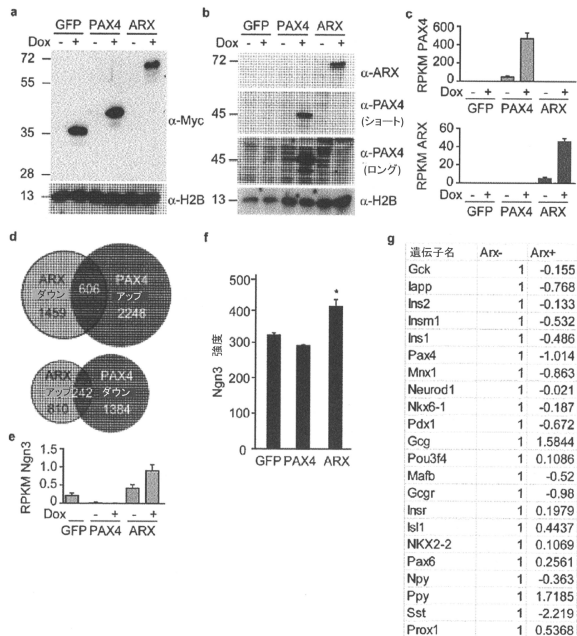 a
GFP PAX4 ARX
Dox - + - + - +
72
55
35
28
13
α-Myc
α-H2B
b
GFP PAX4 ARX
Dox - + - + - +
72
45
45
13
α-ARX
α-PAX4
(ショート)
α-PAX4
(ロング)
α-H2B
c
RPKM PAX4
600
400
200
0
Dox - + - + - +
GFP PAX4 ARX
RPKM ARX
60
40
20
0
Dox - + - + - +
GFP PAX4 ARX
d
ARX
ダウン
1459
606
PAX4
アップ
2248
ARX
アップ
810
242
PAX4
ダウン
1384
e
RPKM Ngn3
1.5
1.0
0.5
0
Dox - + - + - +
GFP PAX4 ARX
f
Ngn3 強度
500
400
300
200
100
0
*
GFP PAX4 ARX
g
遺伝子名 Arx- Arx+
Gck 1 -0.155
Iapp 1 -0.768
Ins2 1 -0.133
Insm1 1 -0.532
Ins1 1 -0.486
Pax4 1 -1.014
Mnx1 1 -0.863
Neurod1 1 -0.021
Nkx6-1 1 -0.187
Pdx1 1 -0.672
Gcg 1 1.5844
Pou3f4 1 0.1086
Mafb 1 -0.52
Gcgr 1 -0.98
Insr 1 0.1979
Isl1 1 0.4437
NKX2-2 1 0.1069
Pax6 1 0.2561
Npy 1 -0.363
Ppy 1 1.7185
Sst 1 -2.219
Prox1 1 0.5368